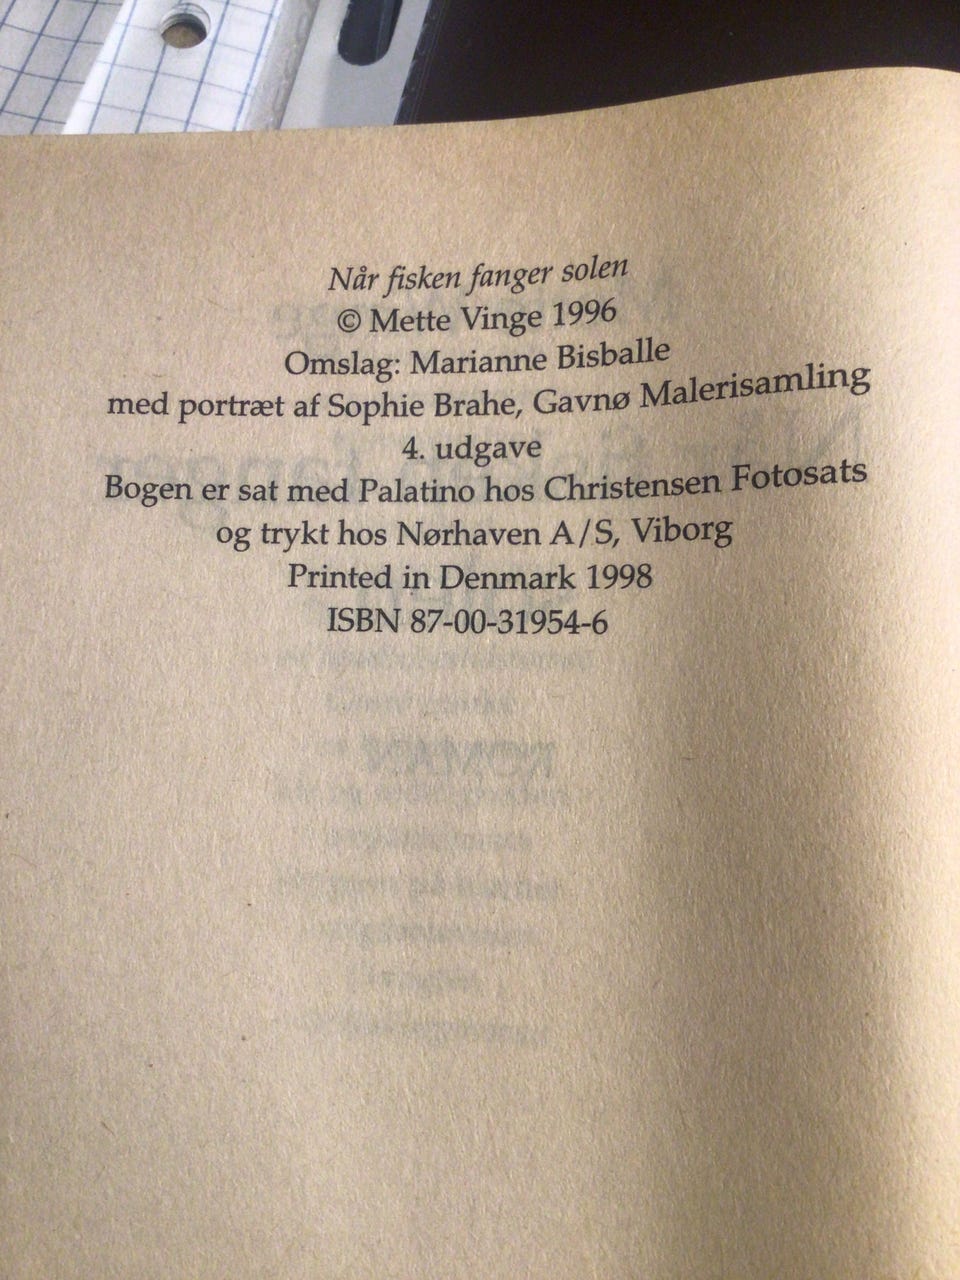 Når fisken fanger solen
© Mette Vinge 1996
Omslag: Marianne Bisballe
med portræt af Sophie Brahe, Gavnø Malerisamling
4. udgave
Bogen er sat med Palatino hos Christensen Fotosats
og trykt hos Nørhaven A/S, Viborg
Printed in Denmark 1998
ISBN 87-00-31954-6